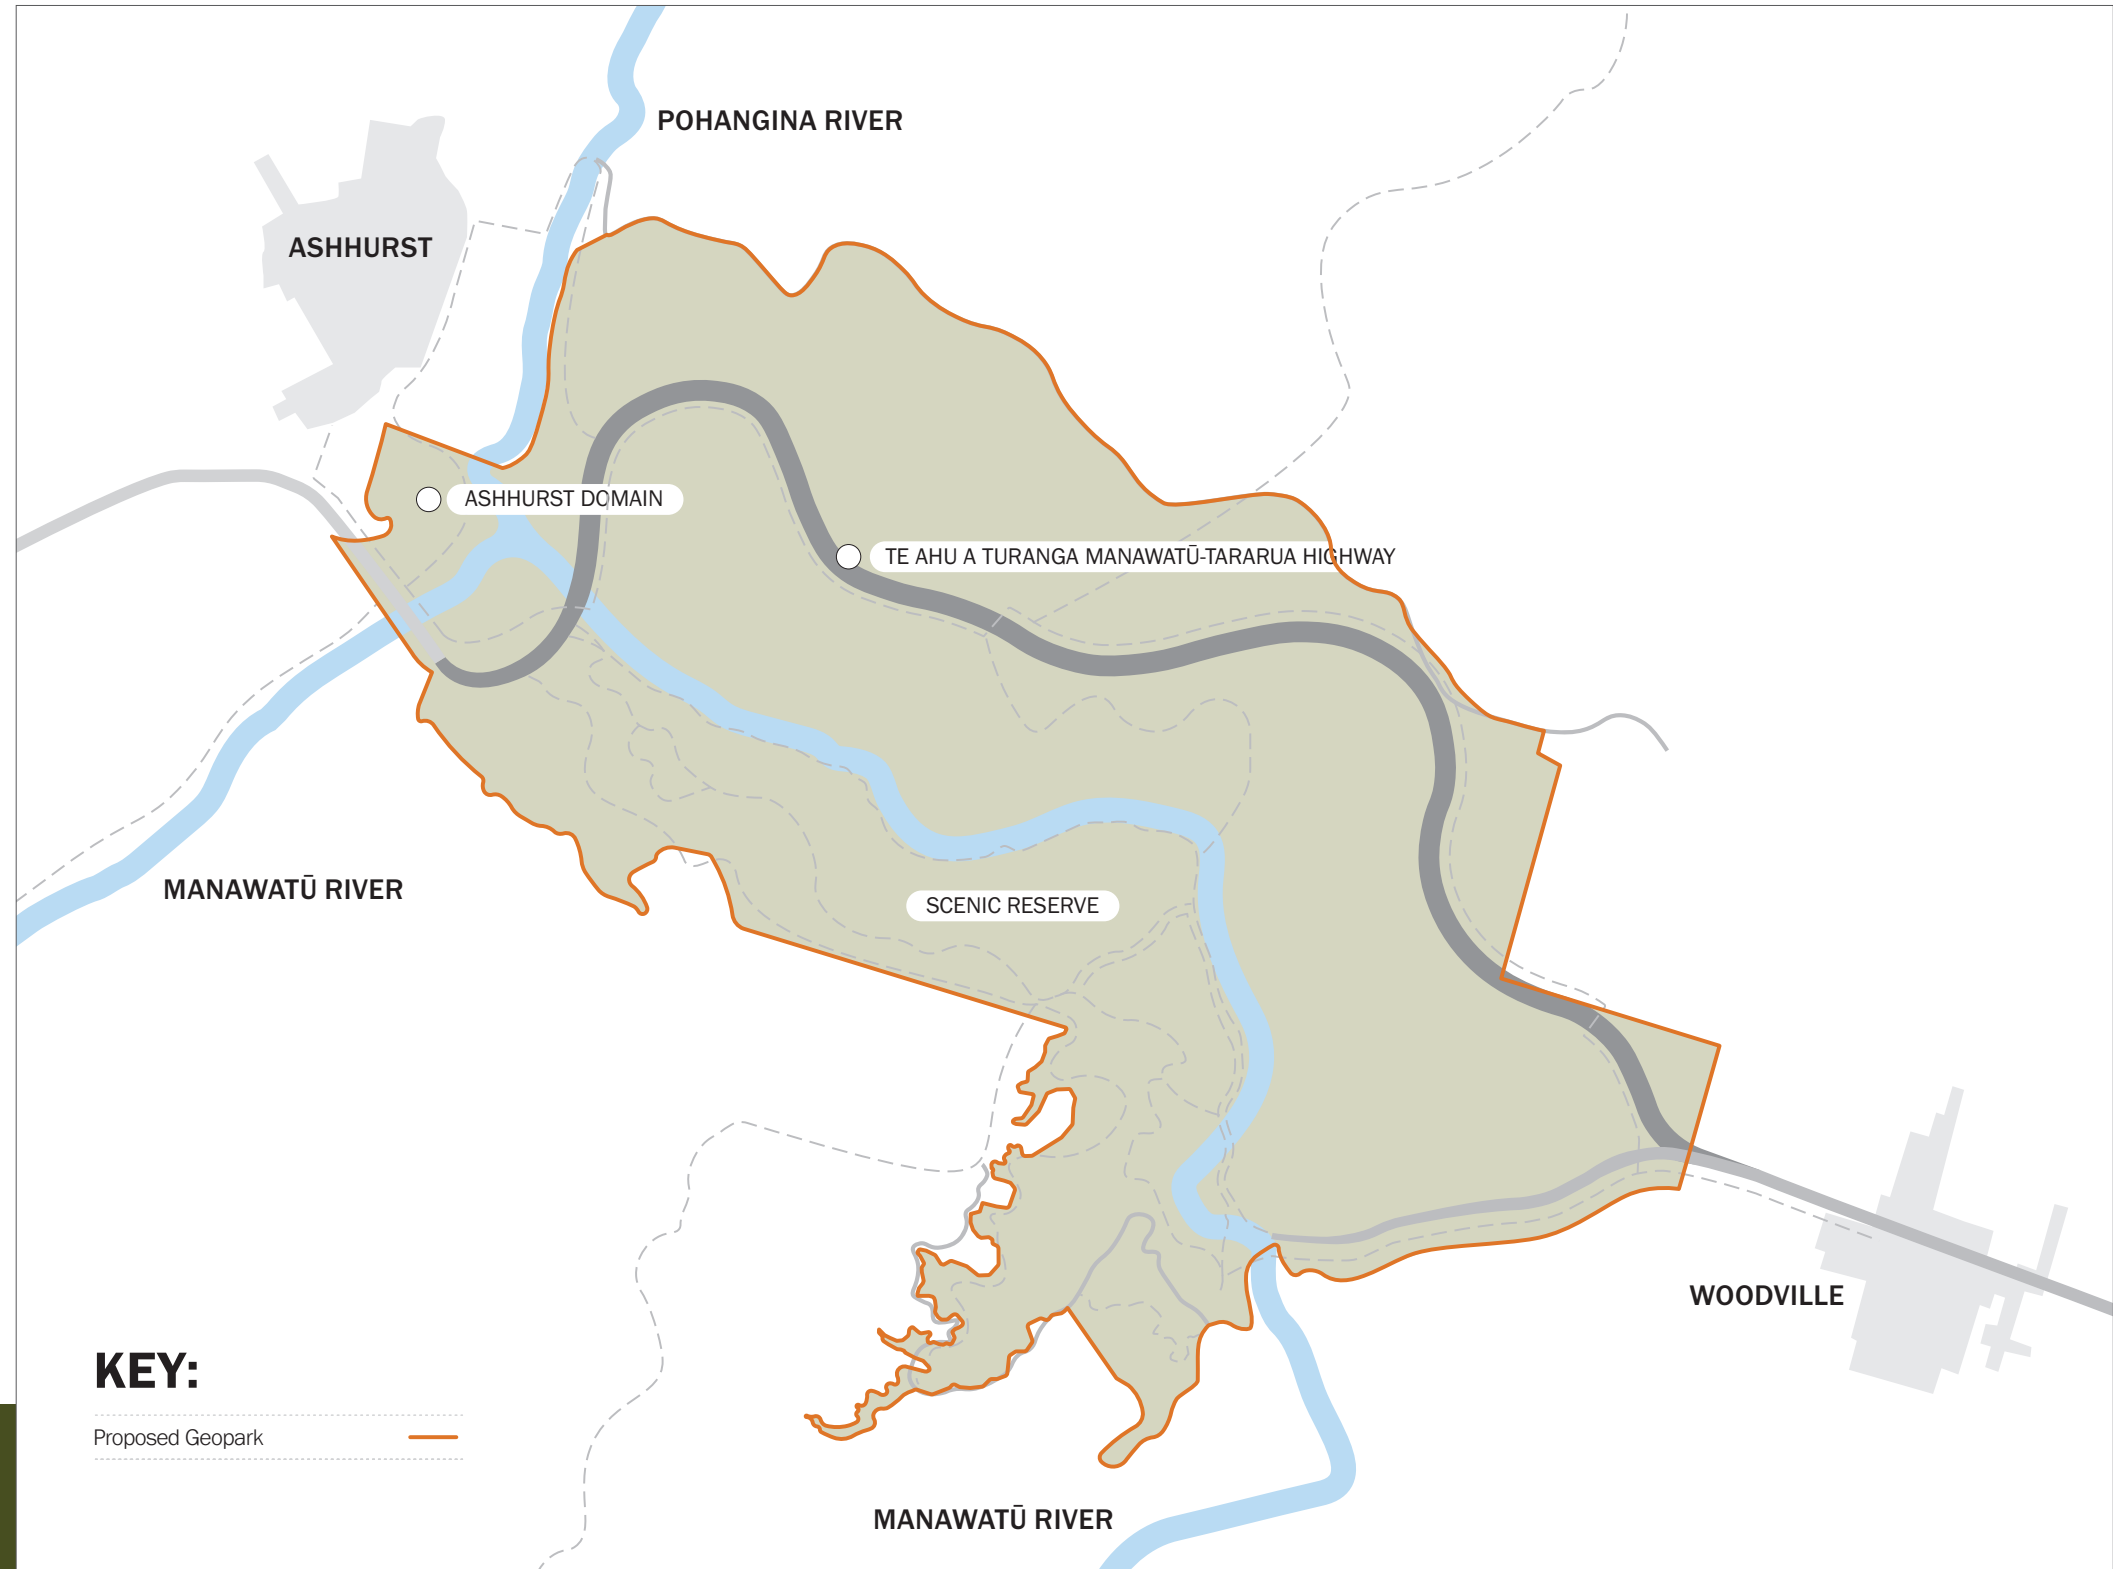 POHANGINA RIVER
ASHHURST
ASHHURST DOMAIN
TE AHU A TURANGA MANAWATŪ-TARARUA HIGHWAY
MANAWATŪ RIVER
SCENIC RESERVE
WOODVILLE
KEY:
Proposed Geopark
MANAWATŪ RIVER